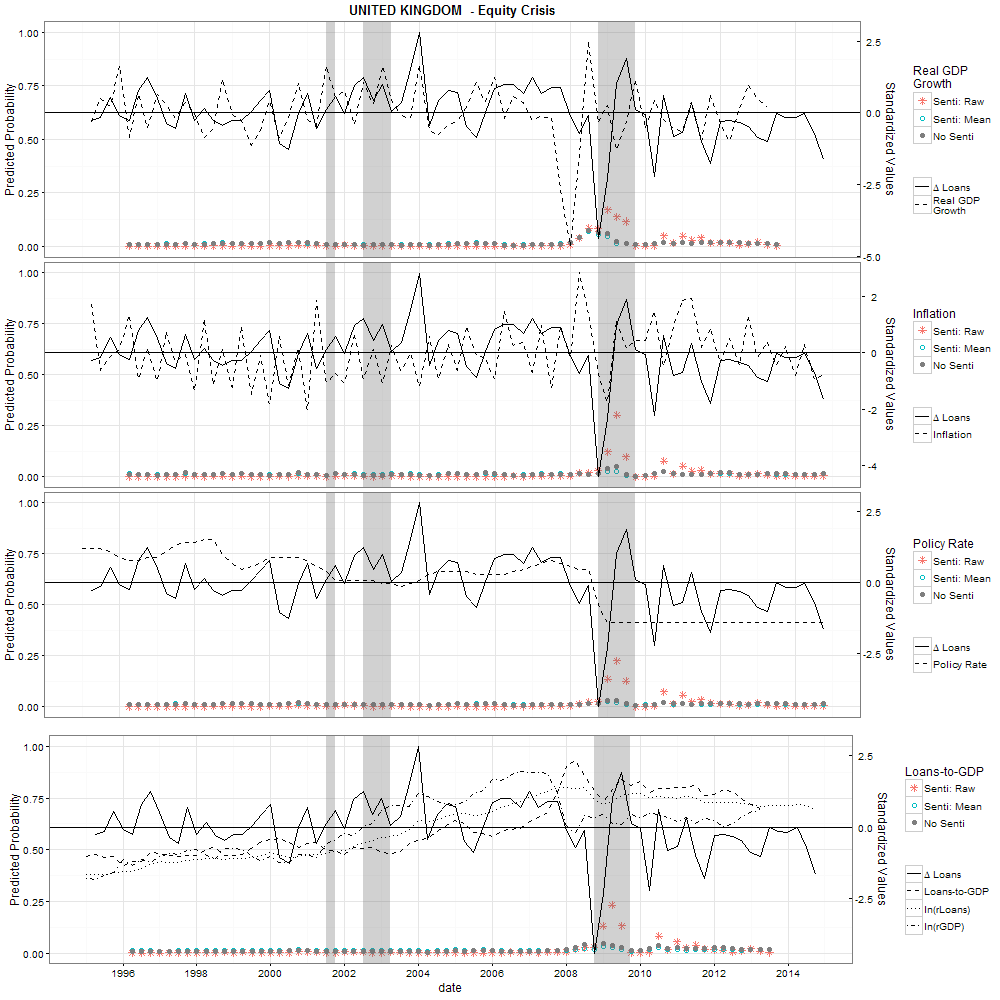 UNITED KINGDOM - Equity Crisis
1.00
0.75
0.50
0.25
0.00
Predicted Probability
2.5
0.0
-2.5
-5.0
Standardized Values
Real GDP
Growth
Senti: Raw
Senti: Mean
No Senti
Δ Loans
Real GDP
Growth
1.00
0.75
0.50
0.25
0.00
Predicted Probability
2
0
-2
-4
Standardized Values
Inflation
Senti: Raw
Senti: Mean
No Senti
Δ Loans
Inflation
1.00
0.75
0.50
0.25
0.00
Predicted Probability
2.5
0.0
-2.5
Standardized Values
Policy Rate
Senti: Raw
Senti: Mean
No Senti
Δ Loans
Policy Rate
1.00
0.75
0.50
0.25
0.00
Predicted Probability
2.5
0.0
-2.5
Standardized Values
Loans-to-GDP
Senti: Raw
Senti: Mean
No Senti
Δ Loans
Loans-to-GDP
ln(rLoans)
ln(rGDP)
1996 1998 2000 2002 2004 2006 2008 2010 2012 2014
date